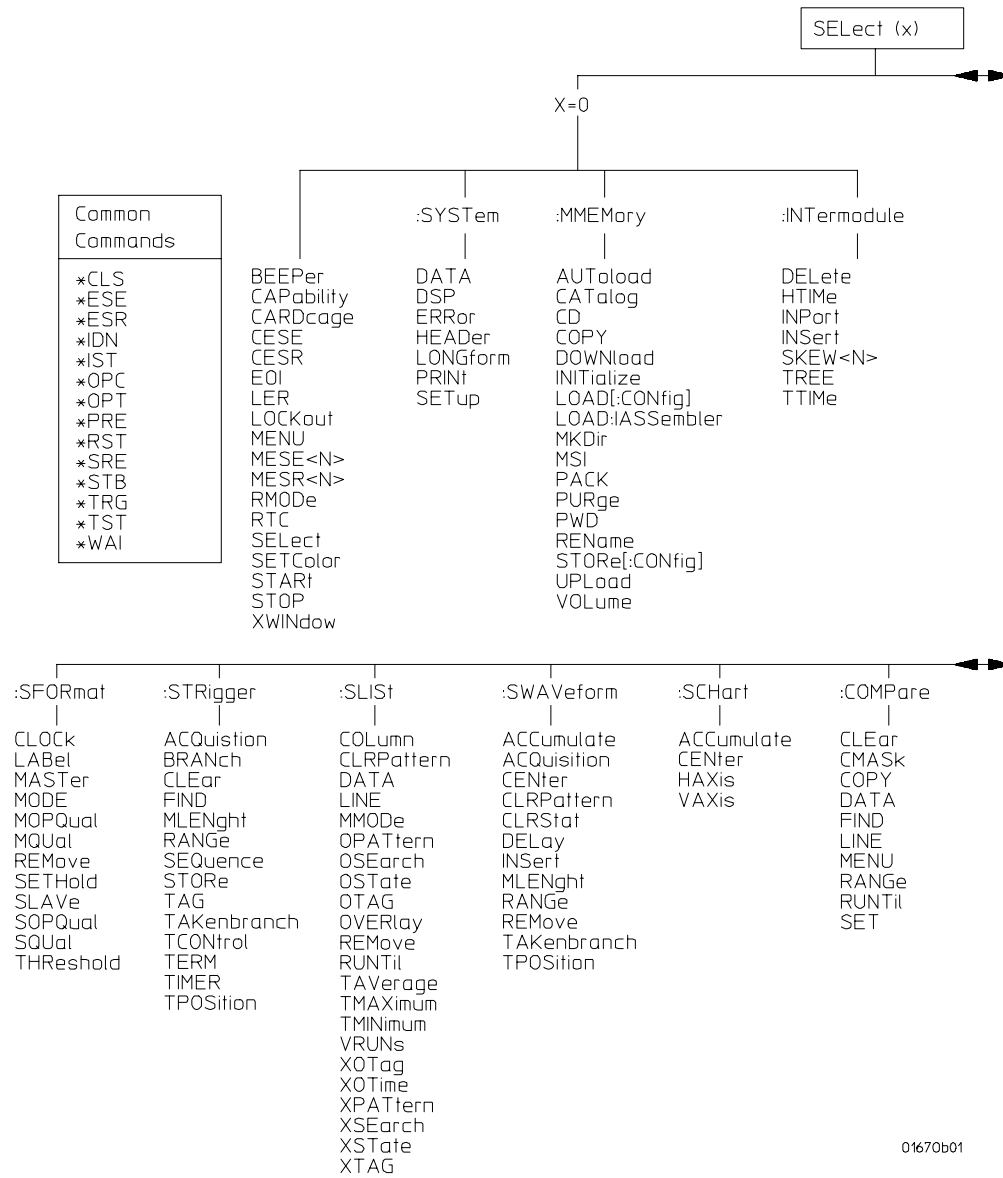 SELect (x)
X=0
Common
Commands
*CLS
*ESE
*ESR
*IDN
*IST
*OPC
*OPT
*PRE
*RST
*SRE
*STB
*TRG
*TST
*WAI
BEEPer
CAPability
CARDcage
CESE
CESR
EOI
LER
LOCKout
MENU
MESE<N>
MESR<N>
RMODe
RTC
SELect
SETColor
STARt
STOP
XWINdow
:SYSTem
DATA
DSP
ERRor
HEADer
LONGform
PRINt
SETup
:MMEMory
AUToload
CATalog
CD
COPY
DOWNload
INITialize
LOAD[:CONfig]
LOAD:IASSembler
MKDir
MSI
PACK
PURge
PWD
REName
STORe[:CONfig]
UPLoad
VOLume
:INTermodule
DELete
HTIMe
INPort
INSert
SKEW<N>
TREE
TTIMe
:SFORmat
CLOCk
LABel
MASTer
MODE
MOPQual
MQUal
REMove
SETHold
SLAVe
SOPQual
SQUal
THReshold
:STRigger
ACQuistion
BRANch
CLEar
FIND
MLENght
RANGe
SEQuence
STORe
TAG
TAKenbranch
TCONtrol
TERM
TIMER
TPOSition
:SLISt
COLumn
CLRPattern
DATA
LINE
MMODe
OPATtern
OSEarch
OSTate
OTAG
OVERlay
REMove
RUNTil
TAVerage
TMAXimum
TMINimum
VRUNs
XOTag
XOTime
XPATtern
XSEarch
XSTate
XTAG
:SWAVeform
ACCumulate
ACQuisition
CENter
CLRPattern
CLRStat
DELay
INSert
MLENght
RANGe
REMove
TAKenbranch
TPOSition
:SCHart
ACCumulate
CENter
HAXis
VAXis
:COMPare
CLEar
CMASk
COPY
DATA
FIND
LINE
MENU
RANGe
RUNTil
SET
01670b01